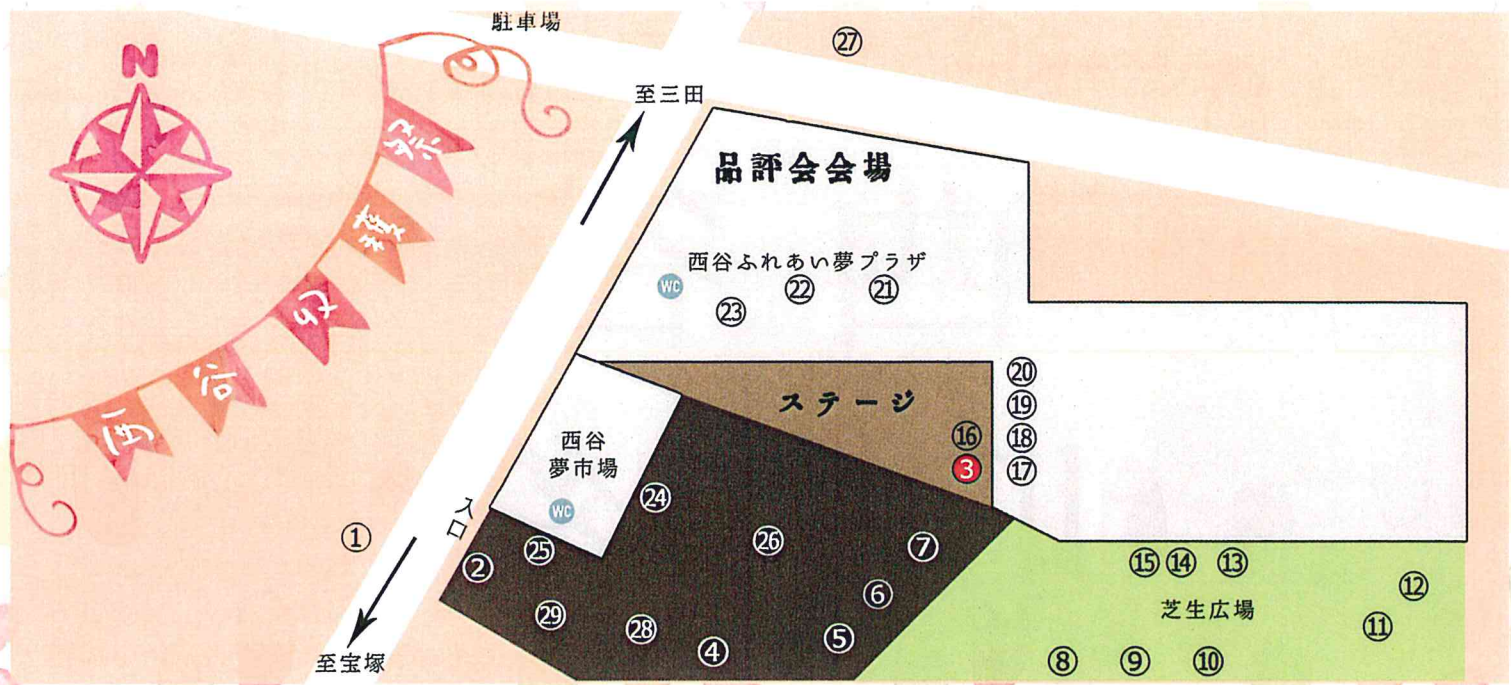 駐車場
㉗
N
至三田
祭
穫
収
谷
西
品評会会場
西谷ふれあい夢プラザ
WC
㉓
㉒
㉑
ステージ
⑳
⑲
⑱
⑰
⑯
3
西谷
夢市場
WC
入口
①
至宝塚
②
㉕
㉔
㉖
⑦
⑥
⑤
④
㉘
㉙
⑮
⑭
⑬
⑫
⑪
芝生広場
⑧
⑨
⑩